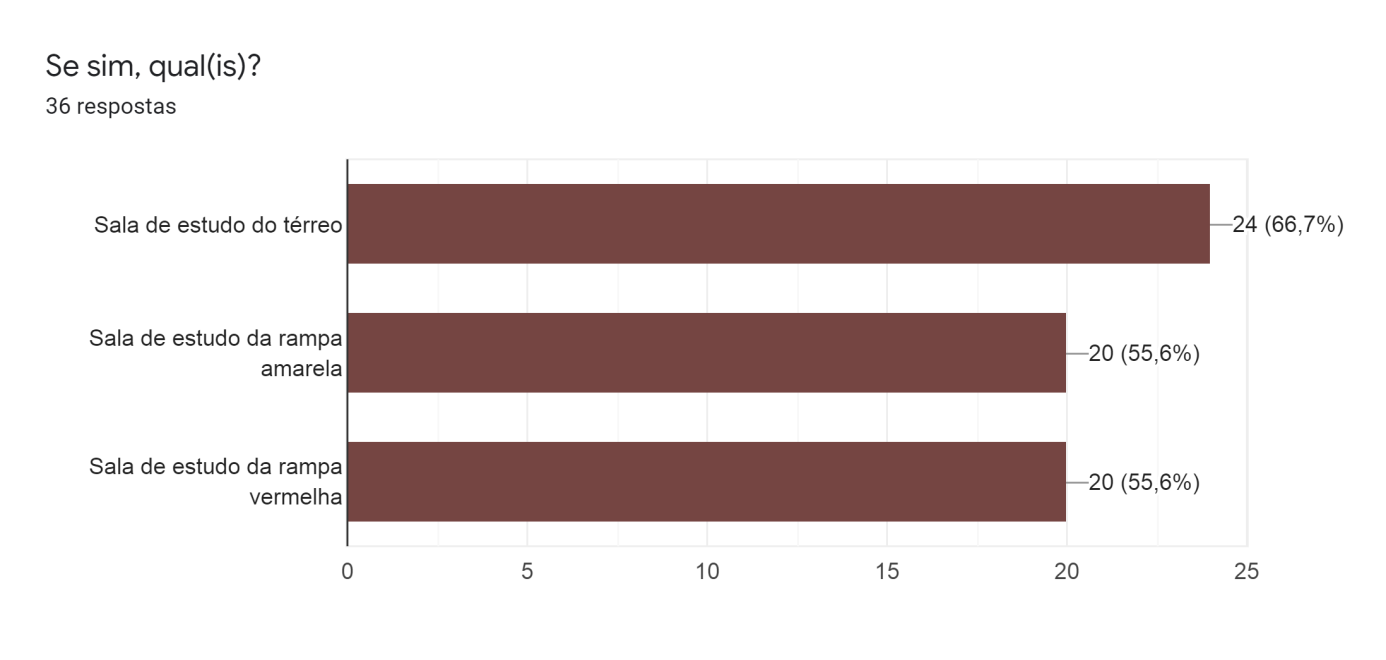 Se sim, qual(is)?
36 respostas
Sala de estudo do térreo
24 (66,7%)
Sala de estudo da rampa
amarela
20 (55,6%)
Sala de estudo da rampa
vermelha
20 (55,6%)
0 5 10 15 20 25